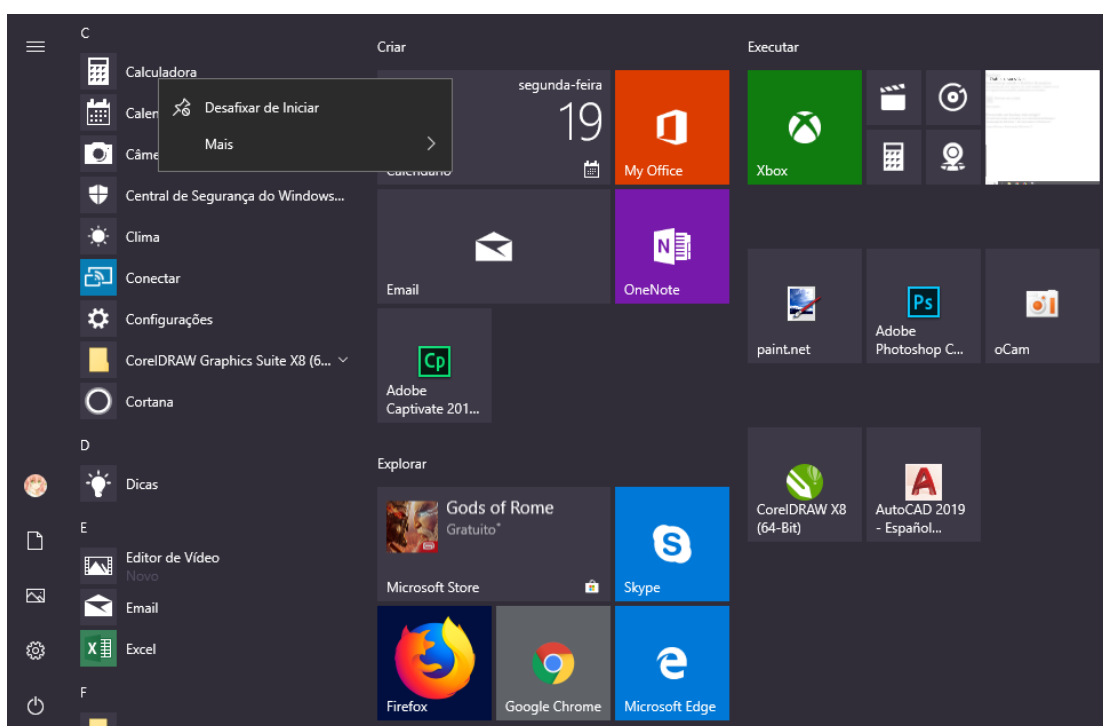 C
Calculadora
Calen
Câme
Central de Segurança do Windows...
Clima
Conectar
Configurações
CorelDRAW Graphics Suite X8 (6...
Cortana
D
Dicas
E
Editor de Vídeo
Novo
Email
Excel
F
Desafixar de Iniciar
Mais
Criar
segunda-feira
19
Calendário
My Office
Email
OneNote
Cp
Adobe
Captivate 201...
Explorar
Gods of Rome
Gratuito*
Microsoft Store
Skype
Firefox
Google Chrome
Microsoft Edge
Executar
Xbox
paint.net
Ps
Adobe
Photoshop C...
oCam
CorelDRAW X8
(64-Bit)
AutoCAD 2019
- Español...